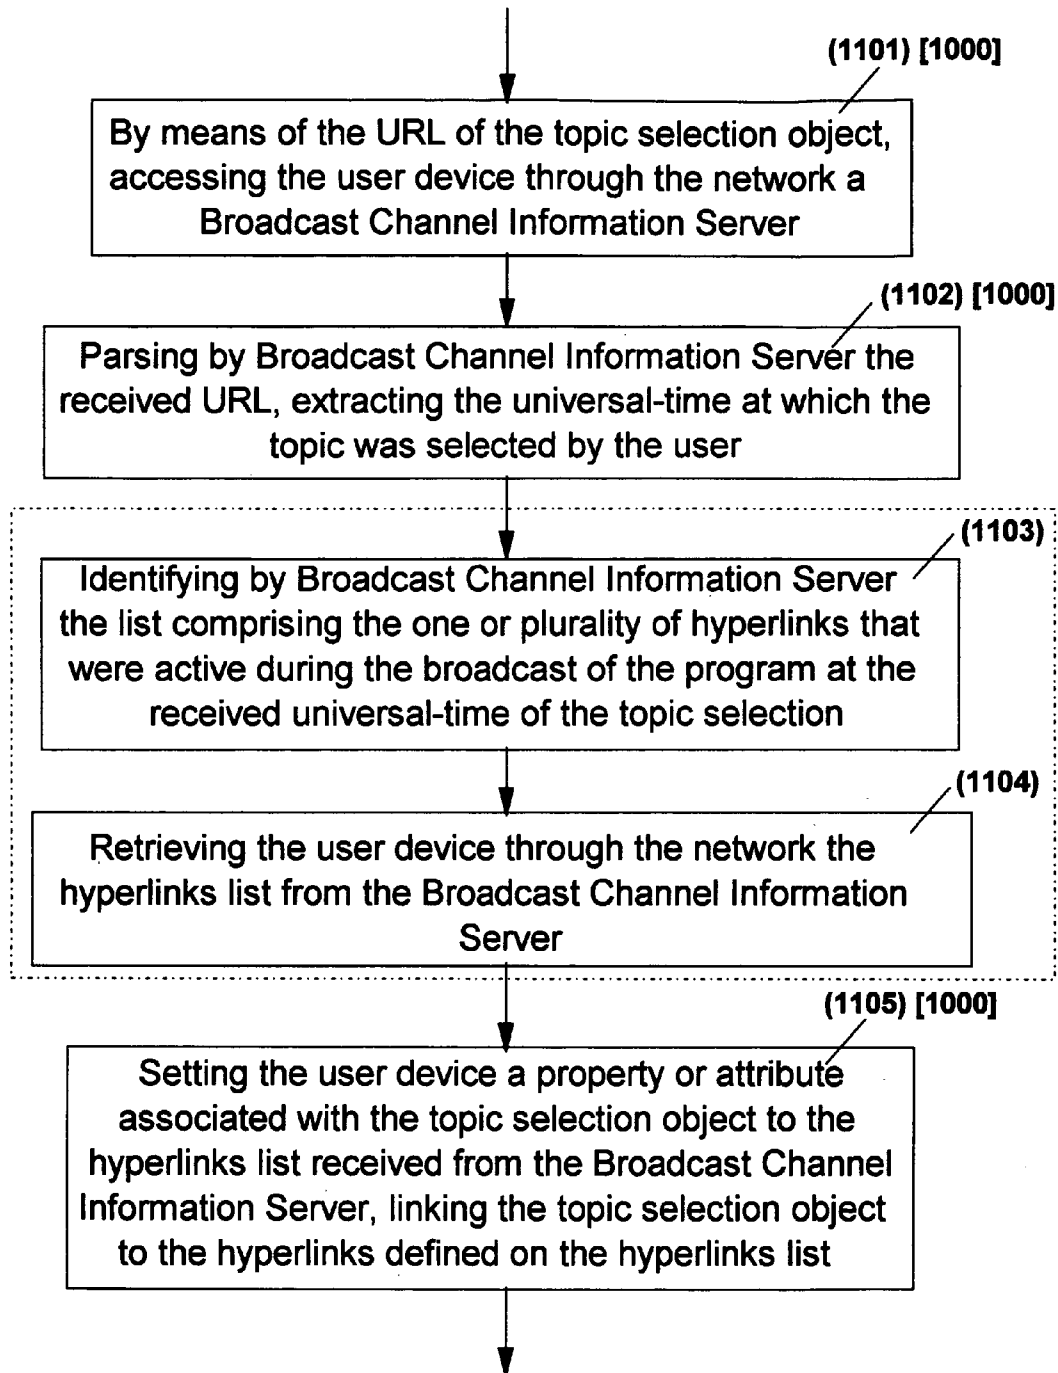 (1101) [1000]
By means of the URL of the topic selection object,
accessing the user device through the network a
Broadcast Channel Information Server
(1102) [1000]
Parsing by Broadcast Channel Information Server the
received URL, extracting the universal-time at which the
topic was selected by the user
(1103)
Identifying by Broadcast Channel Information Server
the list comprising the one or plurality of hyperlinks that
were active during the broadcast of the program at the
received universal-time of the topic selection
(1104)
Retrieving the user device through the network the
hyperlinks list from the Broadcast Channel Information
Server
(1105) [1000]
Setting the user device a property or attribute
associated with the topic selection object to the
hyperlinks list received from the Broadcast Channel
Information Server, linking the topic selection object
to the hyperlinks defined on the hyperlinks list